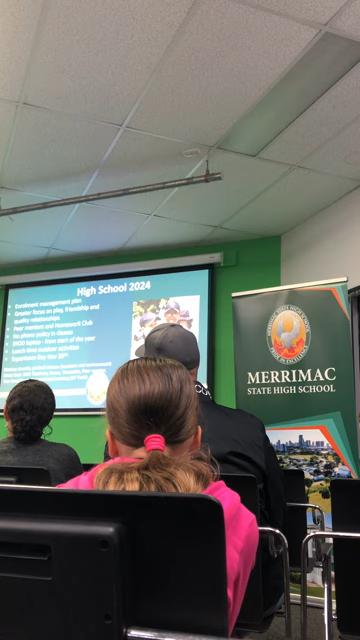 High School 2024
Enrolment management plan
Greater focus on play, friendship and
quality relationships
Peer mentors and Homework Club
No phone policy in classes
BYOD laptop - from start of the year
Lunch time outdoor activities
Experience Day Nov 30th
MERRIMAC
STATE HIGH SCHOOL